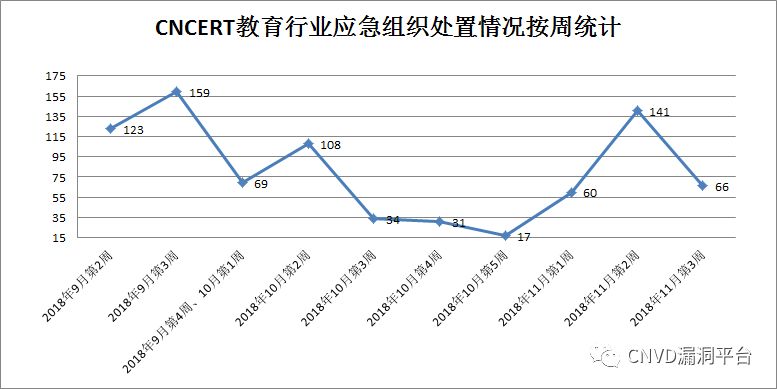 CNCERT教育行业应急组织处置情况按周统计
175
155
135
115
95
75
55
35
15
123
159
69
108
34
31
17
60
141
66
2018年9月第2周
2018年9月第3周
2018年9月第4周、10月第1周
2018年10月第2周
2018年10月第3周
2018年10月第4周
2018年10月第5周
2018年11月第1周
2018年11月第2周
2018年11月第3周
CNVD漏洞平台